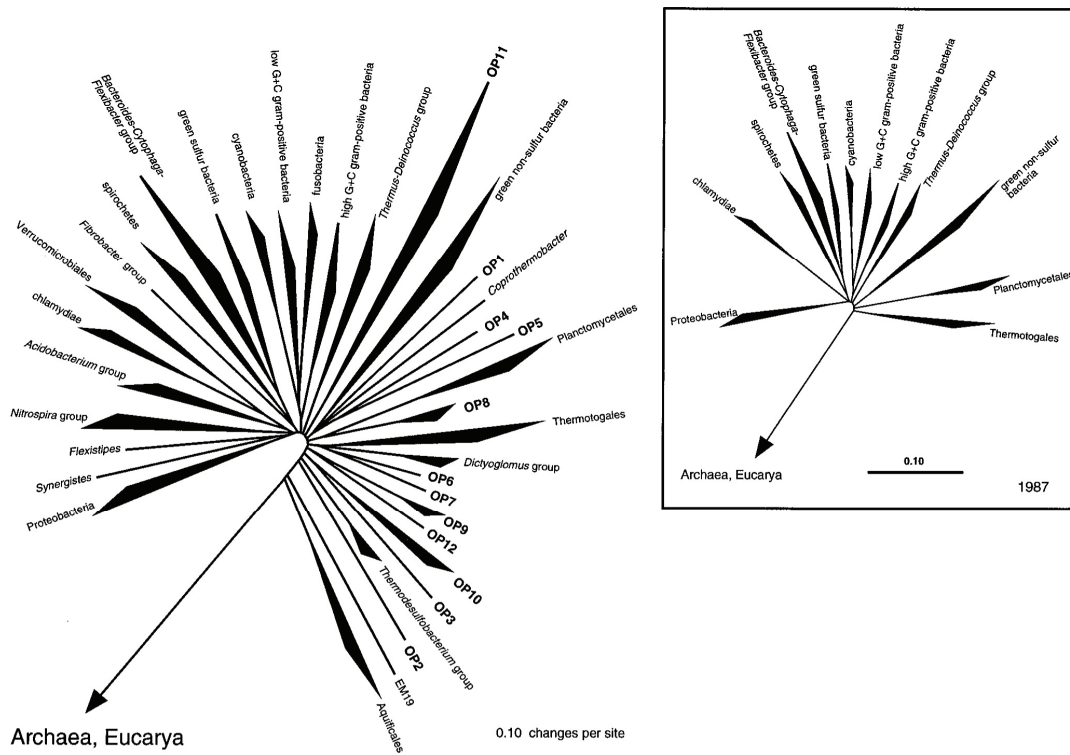 OP11
low G+C gram-positive bacteria
high G+C gram-positive bacteria
Thermus-Deinococcus group
green non-sulfur bacteria
fusobacteria
cyanobacteria
green sulfur bacteria
Bacteroides-Cytophaga-
Flexibacter group
spirochetes
Fibrobacter group
Verrucomicrobiales
chlamydiae
Acidobacterium group
Nitrospira group
Flexistipes
Synergistes
Proteobacteria
OP1
Coprothermobacter
OP4
OP5
Planctomycetales
OP8
Thermotogales
Dictyoglomus group
OP6
OP7
OP9
OP12
OP10
Thermodesulfobacterium group
OP3
OP2
EM19
Aquificales
Archaea, Eucarya
0.10 changes per site
Bacteroides-Cytophaga-
Flexibacter group
spirochetes
green sulfur bacteria
cyanobacteria
low G+C gram-positive bacteria
high G+C gram-positive bacteria
Thermus-Deinococcus group
green non-sulfur
bacteria
chlamydiae
Proteobacteria
Planctomycetales
Thermotogales
Archaea, Eucarya
0.10
1987